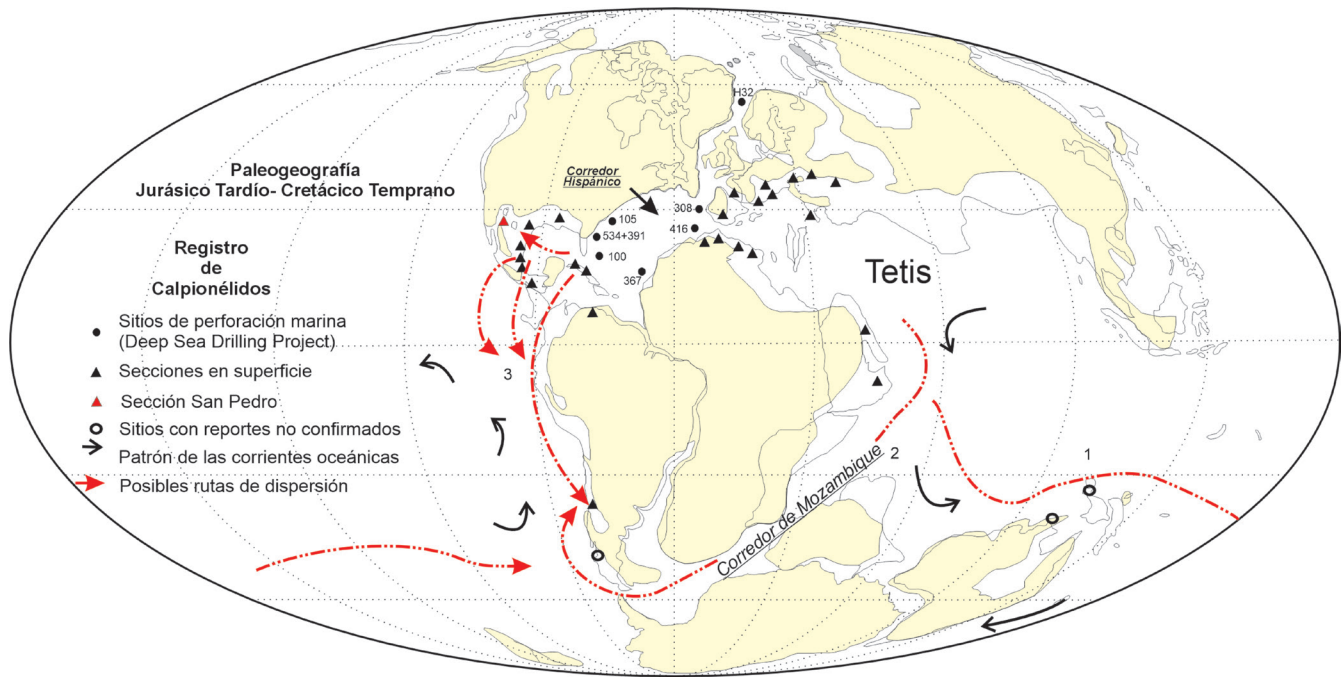 H32
Paleogeografía
Jurásico Tardío- Cretácico Temprano
Corredor
Hispánico
308
105
416
534+391
100
367
Registro
de
Calpionélidos
Sitios de perforación marina
(Deep Sea Drilling Project)
Secciones en superficie
Sección San Pedro
Sitios con reportes no confirmados
Patrón de las corrientes oceánicas
Posibles rutas de dispersión
Tetis
3
2
1
Corredor de Mozambique